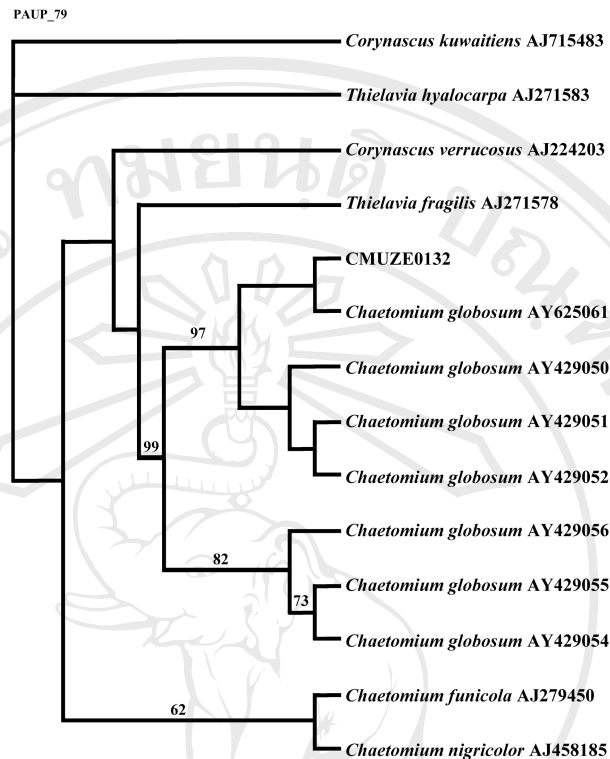 PAUP_79
Corynascus kuwaitiens AJ715483
Thielavia hyalocarpa AJ271583
Corynascus verrucosus AJ224203
Thielavia fragilis AJ271578
CMUZE0132
Chaetomium globosum AY625061
97
Chaetomium globosum AY429050
Chaetomium globosum AY429051
99
Chaetomium globosum AY429052
Chaetomium globosum AY429056
82
Chaetomium globosum AY429055
73
Chaetomium globosum AY429054
Chaetomium funicola AJ279450
62
Chaetomium nigricolor AJ458185